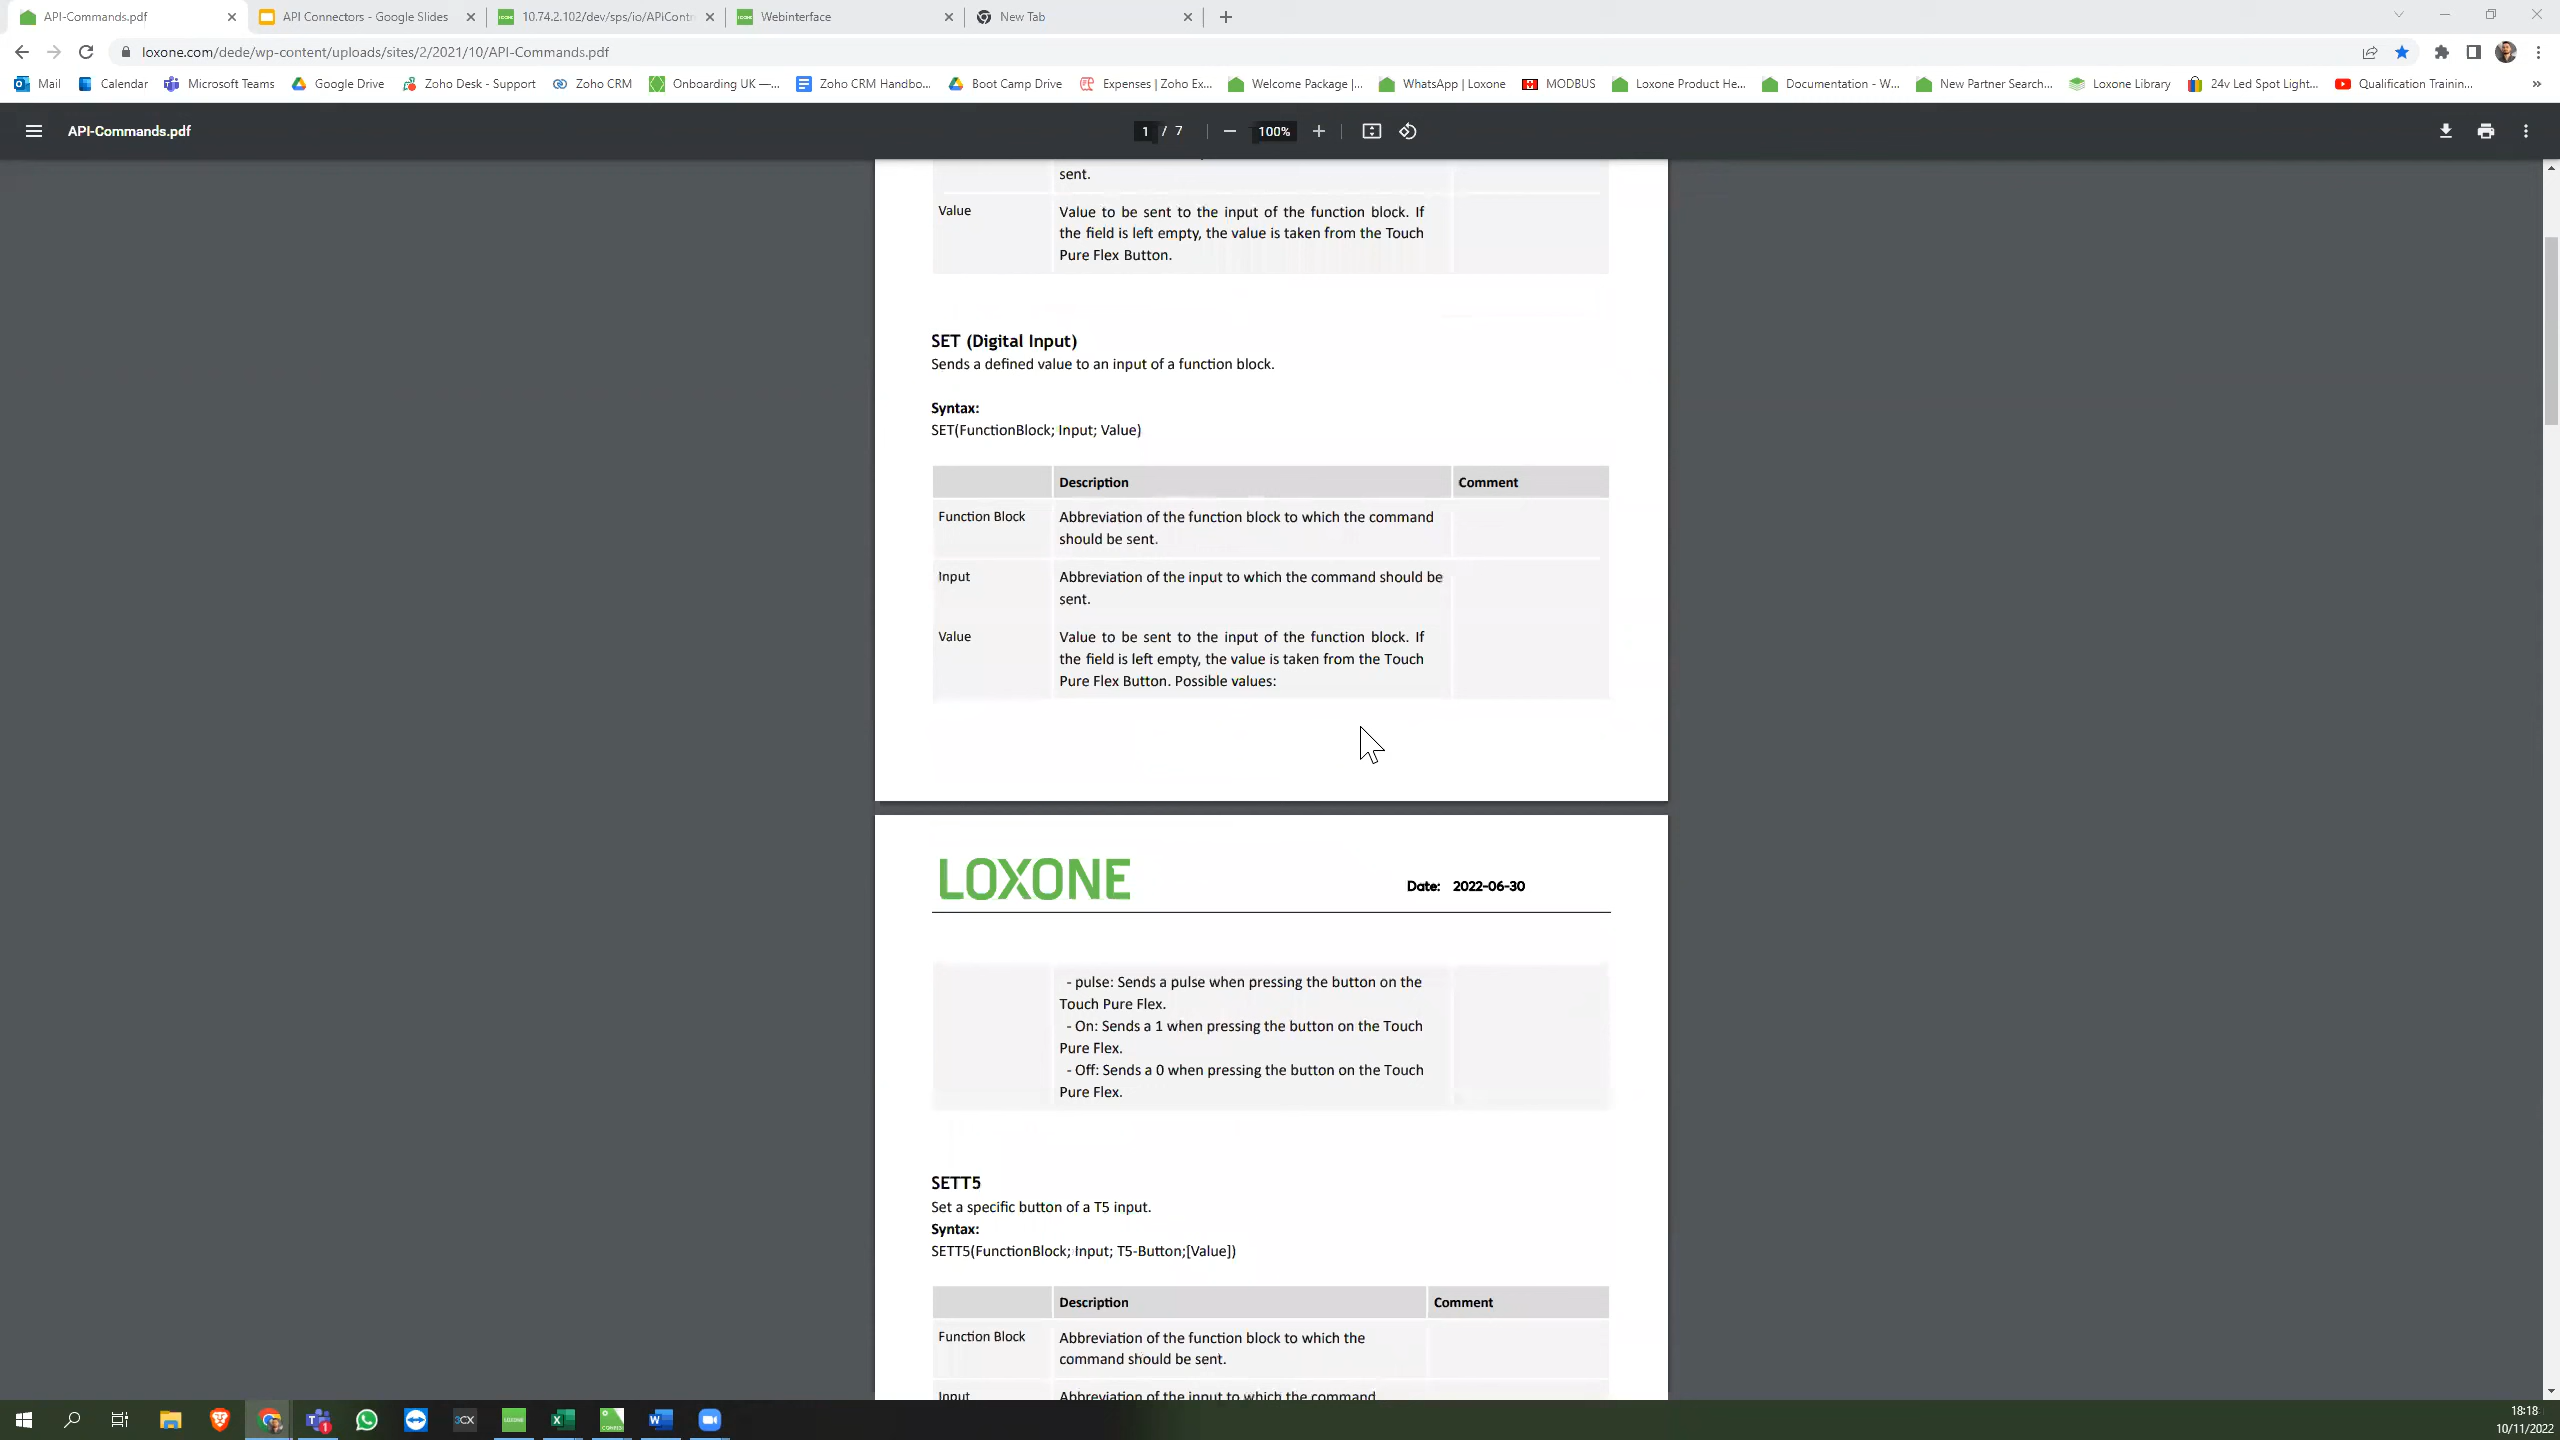 API-Commands.pdf
API Connectors - Google Slides
10.74.2.102/dev/sps/io/APiContr
Webinterface
New Tab
loxone.com/dede/wp-content/uploads/sites/2/2021/10/API-Commands.pdf
Mail
Calendar
Microsoft Teams
Google Drive
Zoho Desk - Support
Zoho CRM
Onboarding UK —...
Zoho CRM Handbo...
Boot Camp Drive
Expenses | Zoho Ex...
Welcome Package |...
WhatsApp | Loxone
MODBUS
Loxone Product He...
Documentation - W...
New Partner Search...
Loxone Library
24v Led Spot Light...
Qualification Trainin...
»
API-Commands.pdf
1 / 7
100%
sent.
Value
Value to be sent to the input of the function block. If
the field is left empty, the value is taken from the Touch
Pure Flex Button.
SET (Digital Input)
Sends a defined value to an input of a function block.
Syntax:
SET(FunctionBlock; Input; Value)
Description
Comment
Function Block
Abbreviation of the function block to which the command
should be sent.
Input
Abbreviation of the input to which the command should be
sent.
Value
Value to be sent to the input of the function block. If
the field is left empty, the value is taken from the Touch
Pure Flex Button. Possible values:
LOXONE
Date: 2022-06-30
- pulse: Sends a pulse when pressing the button on the
Touch Pure Flex.
- On: Sends a 1 when pressing the button on the Touch
Pure Flex.
- Off: Sends a 0 when pressing the button on the Touch
Pure Flex.
SETT5
Set a specific button of a T5 input.
Syntax:
SETT5(FunctionBlock; Input; T5-Button;[Value])
Description
Comment
Function Block
Abbreviation of the function block to which the
command should be sent.
Input
Abbreviation of the input to which the command
3CX
LOXONE
CONFIG
18:18
10/11/2022